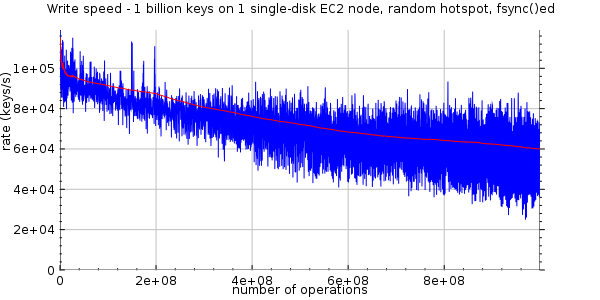 Write speed - 1 billion keys on 1 single-disk EC2 node, random hotspot, fsync()ed
rate (keys/s)
1e+05
8e+04
6e+04
4e+04
2e+04
0
0 2e+08 4e+08 6e+08 8e+08
number of operations